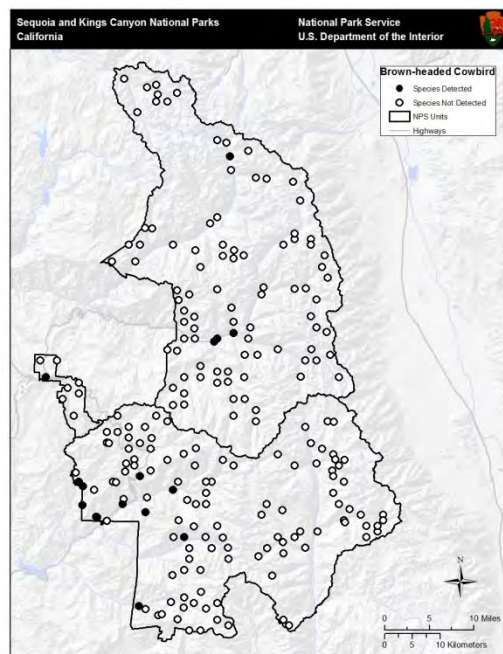 Sequoia and Kings Canyon National Parks
California
National Park Service
U.S. Department of the Interior
Brown-headed Cowbird
Species Detected
Species Not Detected
NPS Units
Highways
N
0 5 10 Miles
0 5 10 Kilometers